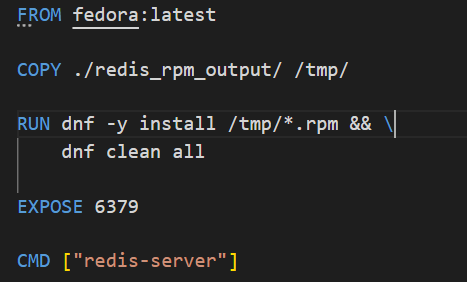 FROM fedora:latest
COPY ./redis_rpm_output/ /tmp/
RUN dnf -y install /tmp/*.rpm && \
    dnf clean all
EXPOSE 6379
CMD ["redis-server"]